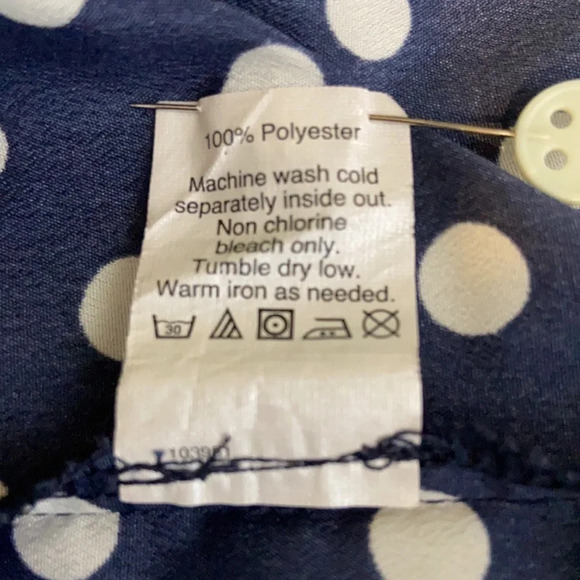 100% Polyester
Machine wash cold
separately inside out.
Non chlorine
bleach only.
Tumble dry low.
Warm iron as needed.
30